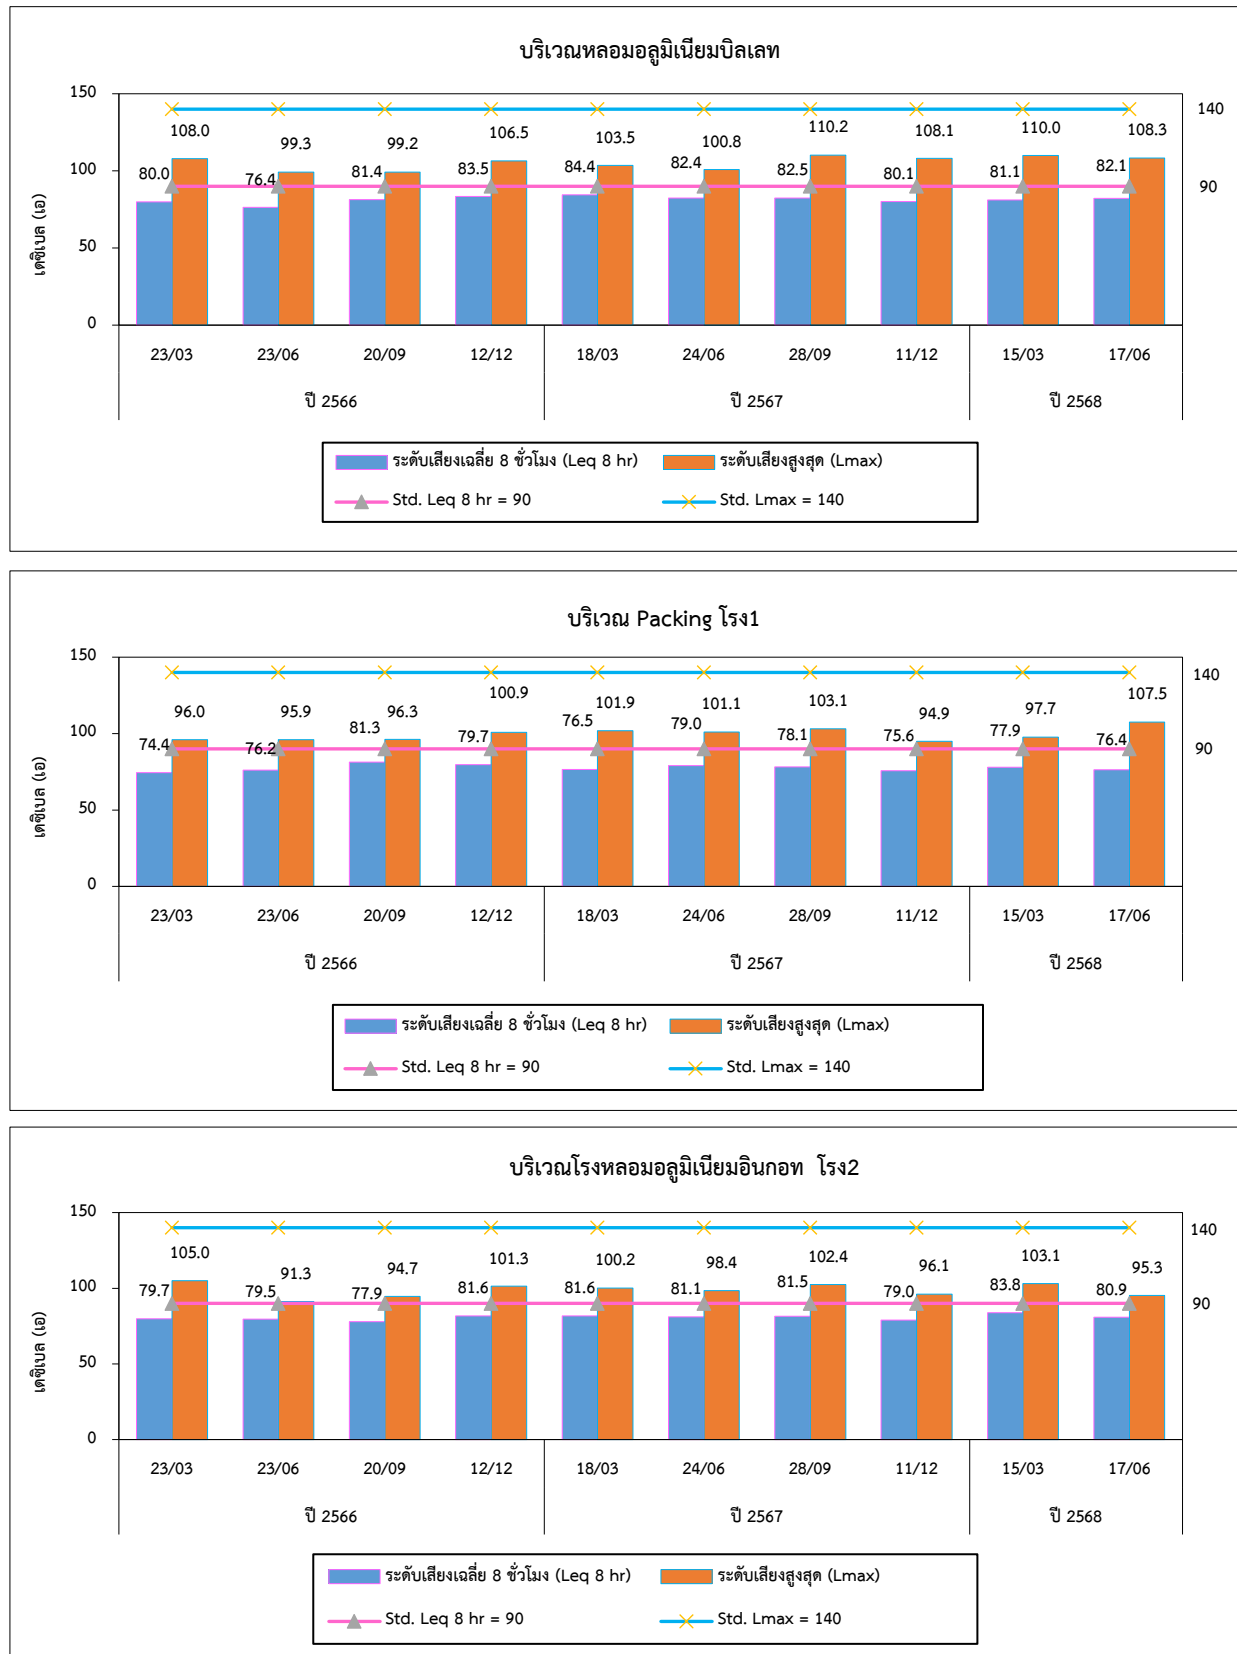 บริเวณหลอมอลูมิเนียมบิลเลท
เดซิเบล (เอ)
150
100
50
0
140
90
108.0 99.3 99.2 106.5 103.5 100.8 110.2 108.1 110.0 108.3
80.0 76.4 81.4 83.5 84.4 82.4 82.5 80.1 81.1 82.1
23/03 23/06 20/09 12/12 18/03 24/06 28/09 11/12 15/03 17/06
ปี 2566 ปี 2567 ปี 2568
ระดับเสียงเฉลี่ย 8 ชั่วโมง (Leq 8 hr) ระดับเสียงสูงสุด (Lmax)
Std. Leq 8 hr = 90 Std. Lmax = 140
บริเวณ Packing โรง1
เดซิเบล (เอ)
150
100
50
0
140
90
96.0 95.9 96.3 100.9 101.9 101.1 103.1 94.9 97.7 107.5
74.4 76.2 81.3 79.7 76.5 79.0 78.1 75.6 77.9 76.4
23/03 23/06 20/09 12/12 18/03 24/06 28/09 11/12 15/03 17/06
ปี 2566 ปี 2567 ปี 2568
ระดับเสียงเฉลี่ย 8 ชั่วโมง (Leq 8 hr) ระดับเสียงสูงสุด (Lmax)
Std. Leq 8 hr = 90 Std. Lmax = 140
บริเวณโรงหลอมอลูมิเนียมอินกอท โรง2
เดซิเบล (เอ)
150
100
50
0
140
90
105.0 91.3 94.7 101.3 100.2 98.4 102.4 96.1 103.1 95.3
79.7 79.5 77.9 81.6 81.6 81.1 81.5 79.0 83.8 80.9
23/03 23/06 20/09 12/12 18/03 24/06 28/09 11/12 15/03 17/06
ปี 2566 ปี 2567 ปี 2568
ระดับเสียงเฉลี่ย 8 ชั่วโมง (Leq 8 hr) ระดับเสียงสูงสุด (Lmax)
Std. Leq 8 hr = 90 Std. Lmax = 140